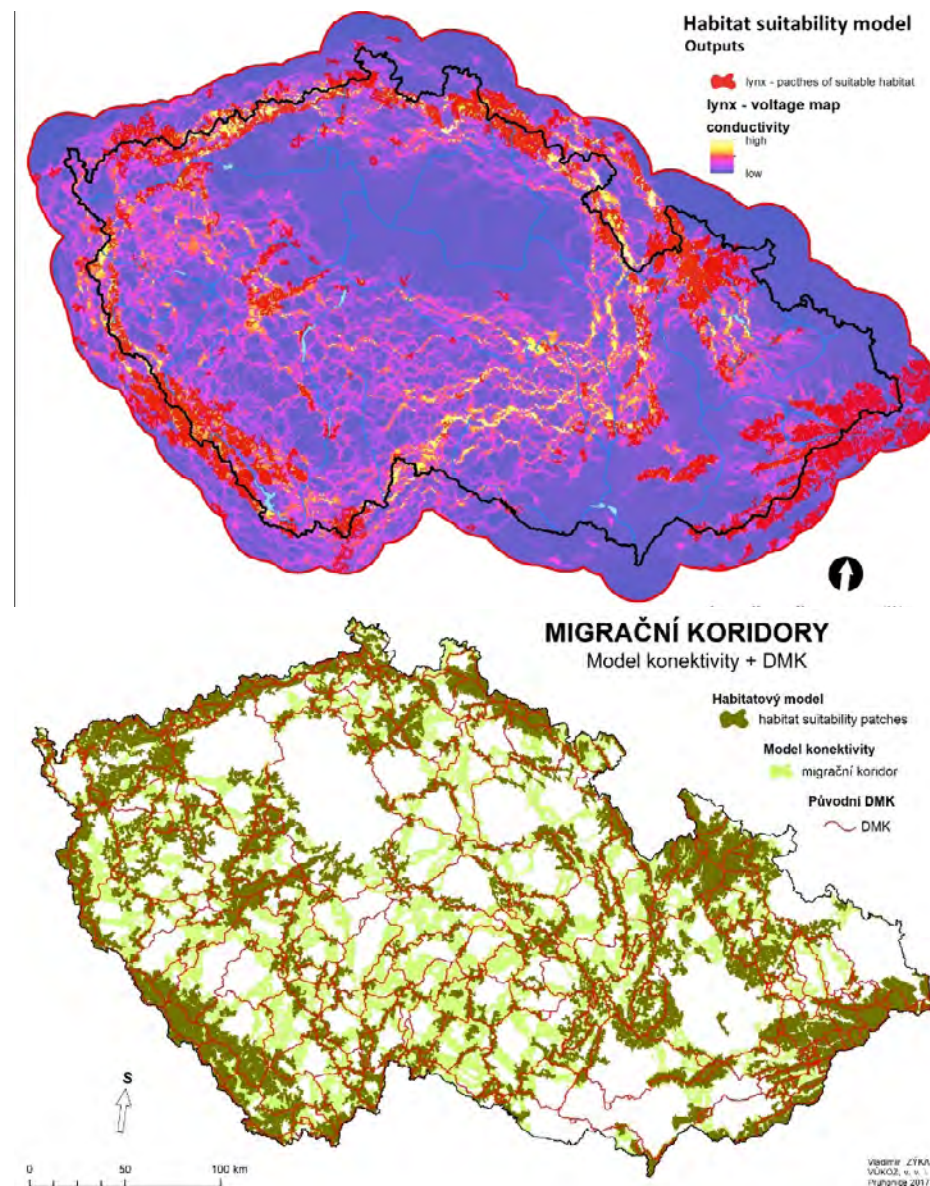 Habitat suitability model
Outputs
lynx - pacthes of suitable habitat
lynx - voltage map
conductivity
high
low
MIGRAČNÍ KORIDORY
Model konektivity + DMK
Habitatový model
habitat suitability patches
Model konektivity
migrační koridor
Původní DMK
DMK
S
0 50 100 km
Vladimír ZÝKA
VÚKOZ, v. v. i.
Průhonice 2017